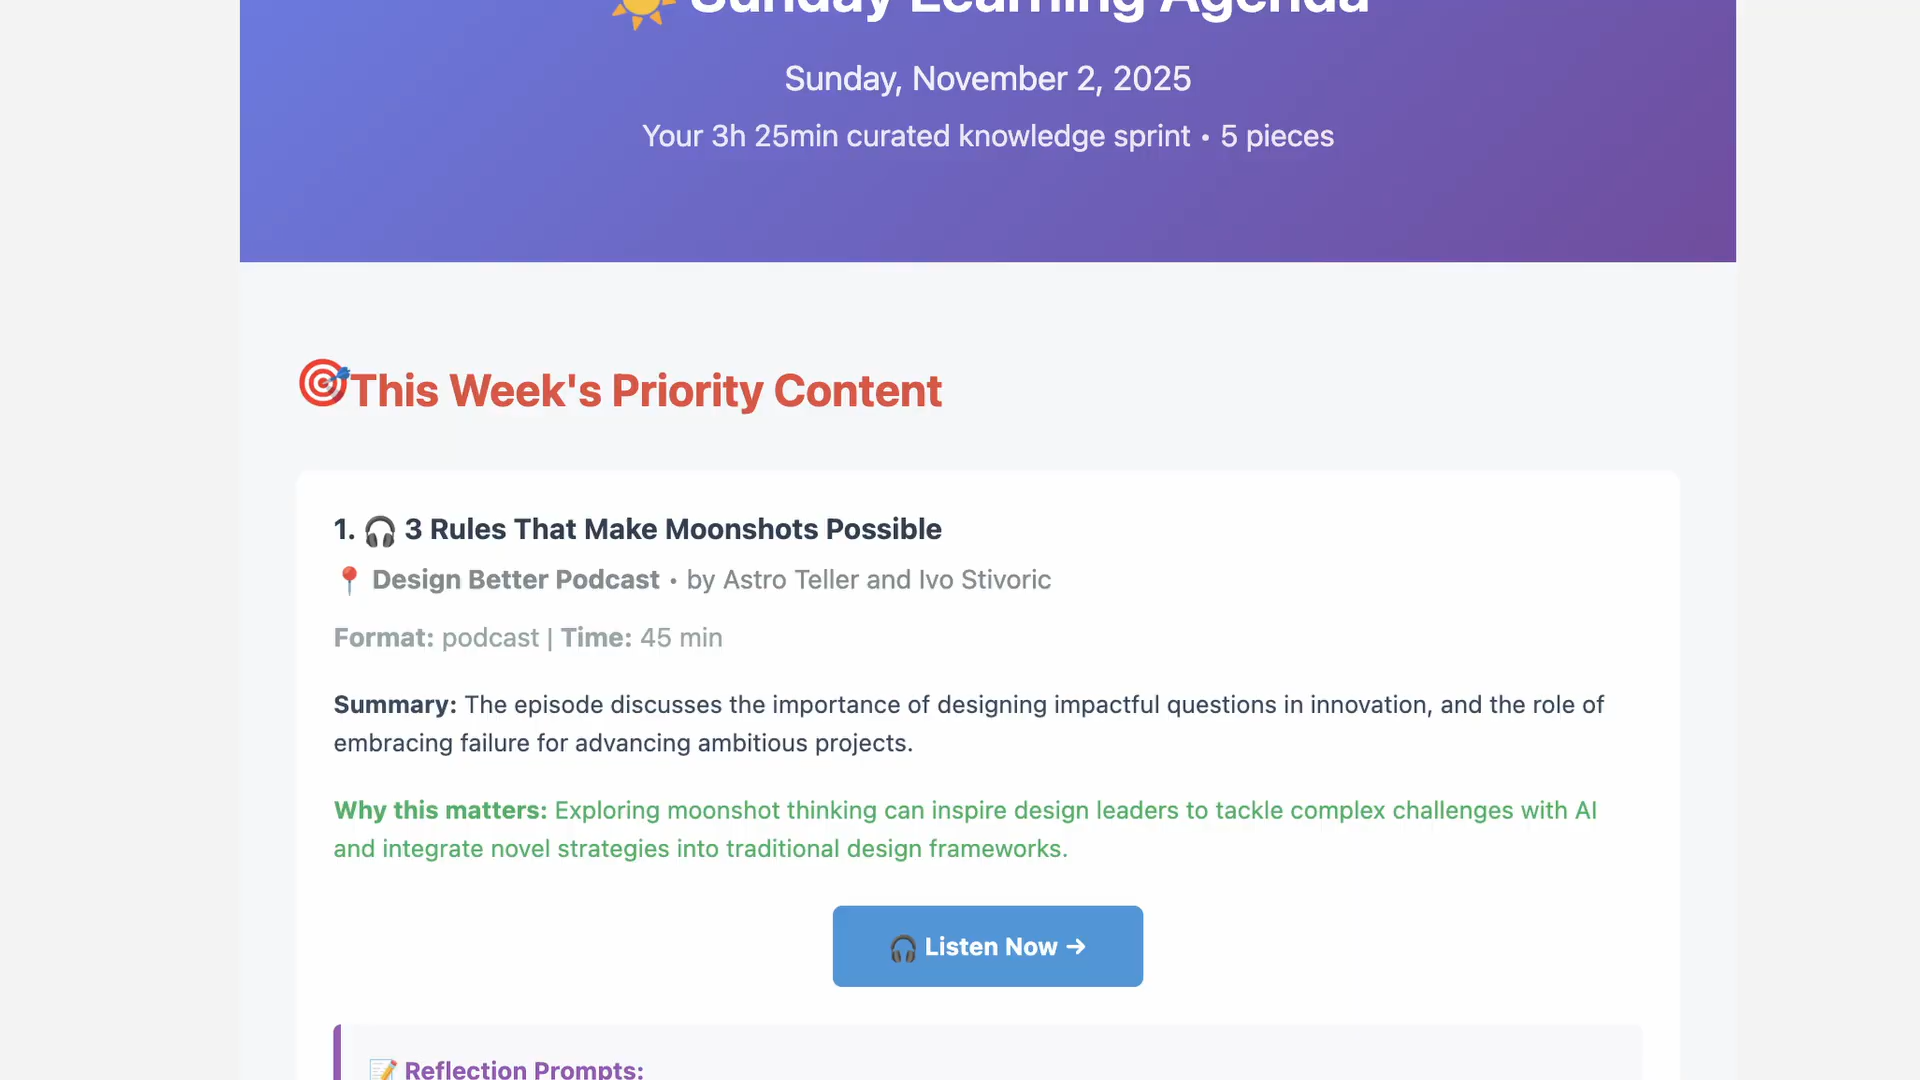 ☀️ Sunday Learning Agenda
Sunday, November 2, 2025
Your 3h 25min curated knowledge sprint • 5 pieces
🎯This Week's Priority Content
1. 🎧 3 Rules That Make Moonshots Possible
📍 Design Better Podcast • by Astro Teller and Ivo Stivoric
Format: podcast | Time: 45 min
Summary: The episode discusses the importance of designing impactful questions in innovation, and the role of
embracing failure for advancing ambitious projects.
Why this matters: Exploring moonshot thinking can inspire design leaders to tackle complex challenges with AI
and integrate novel strategies into traditional design frameworks.
🎧 Listen Now →
📝 Reflection Prompts: